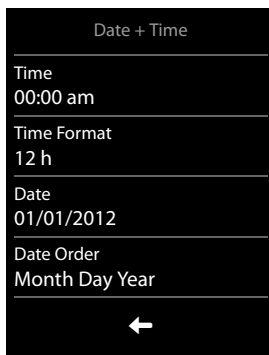 Date + Time
Time
00:00 am
Time Format
12 h
Date
01/01/2012
Date Order
Month Day Year